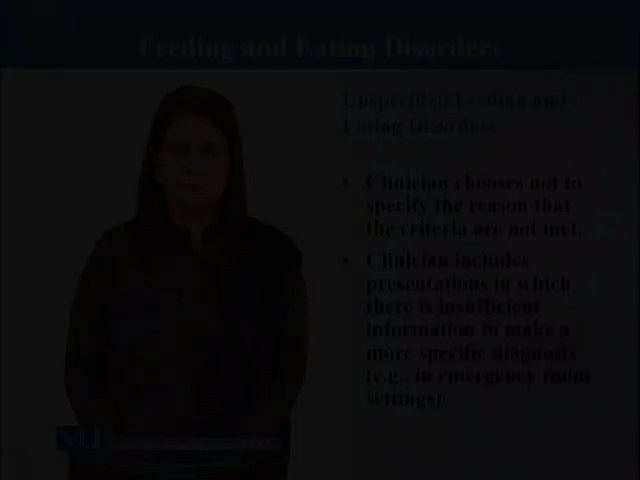 Feeding and Eating Disorders
Unspecified Feeding and
Eating Disorders
• Clinician chooses not to
specify the reason that
the criteria are not met.
• Clinician includes
presentations in which
there is insufficient
information to make a
more specific diagnosis
(e.g., in emergency room
settings)